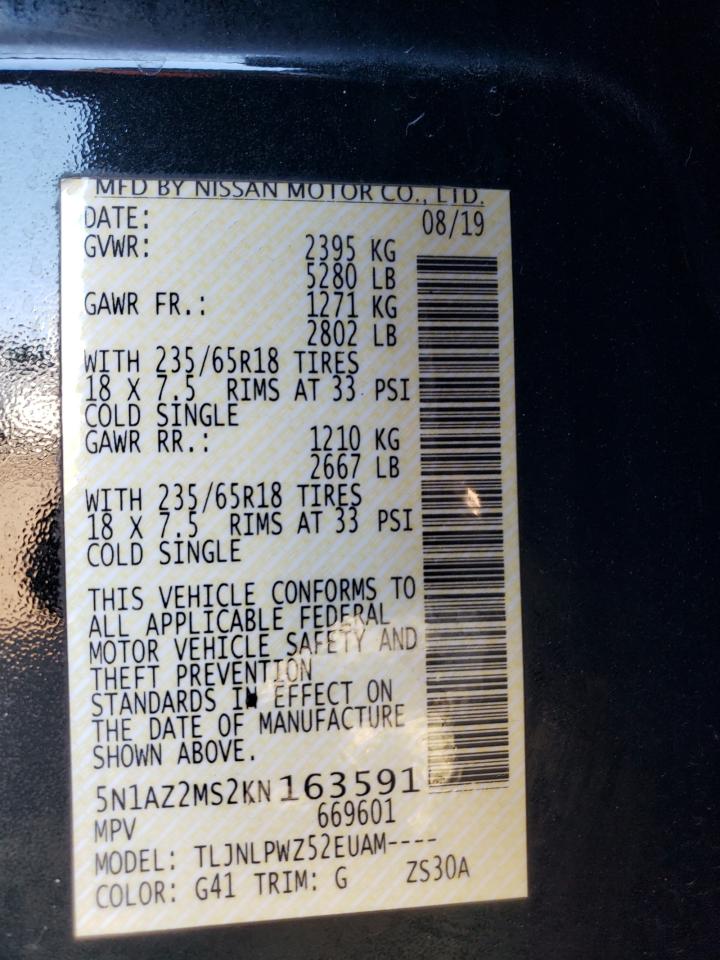 MFD BY NISSAN MOTOR CO., LTD.
DATE: 08/19
GVWR: 2395 KG
5280 LB
GAWR FR.: 1271 KG
2802 LB
WITH 235/65R18 TIRES
18 X 7.5 RIMS AT 33 PSI
COLD SINGLE
GAWR RR.: 1210 KG
2667 LB
WITH 235/65R18 TIRES
18 X 7.5 RIMS AT 33 PSI
COLD SINGLE
THIS VEHICLE CONFORMS TO
ALL APPLICABLE FEDERAL
MOTOR VEHICLE SAFETY AND
THEFT PREVENTION
STANDARDS IN EFFECT ON
THE DATE OF MANUFACTURE
SHOWN ABOVE.
5N1AZ2MS2KN163591
MPV 669601
MODEL: TLJNLPWZ52EUAM----
COLOR: G41 TRIM: G ZS30A